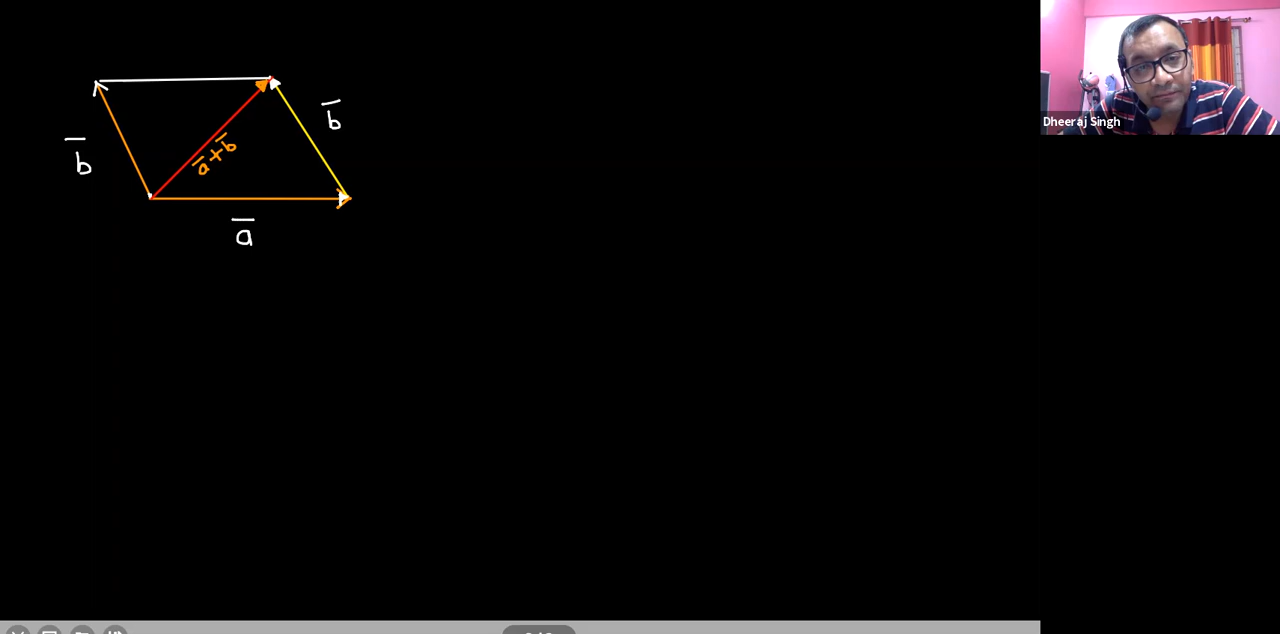 b̅
b̅
a̅+b̅
a̅
Dheeraj Singh